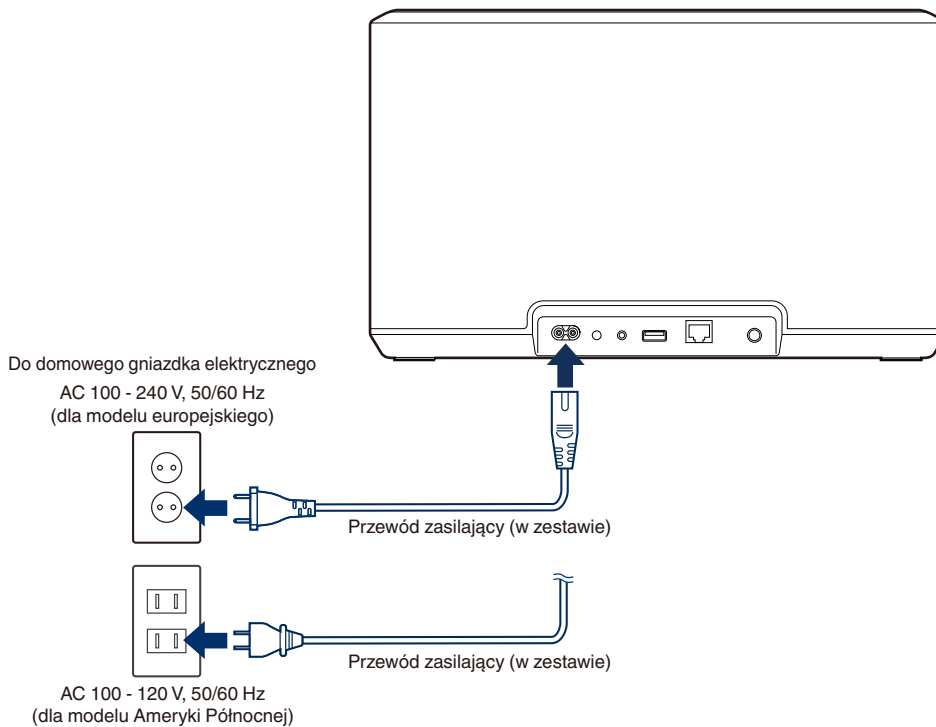 Do domowego gniazdka elektrycznego
AC 100 - 240 V, 50/60 Hz
(dla modelu europejskiego)
Przewód zasilający (w zestawie)
Przewód zasilający (w zestawie)
AC 100 - 120 V, 50/60 Hz
(dla modelu Ameryki Północnej)